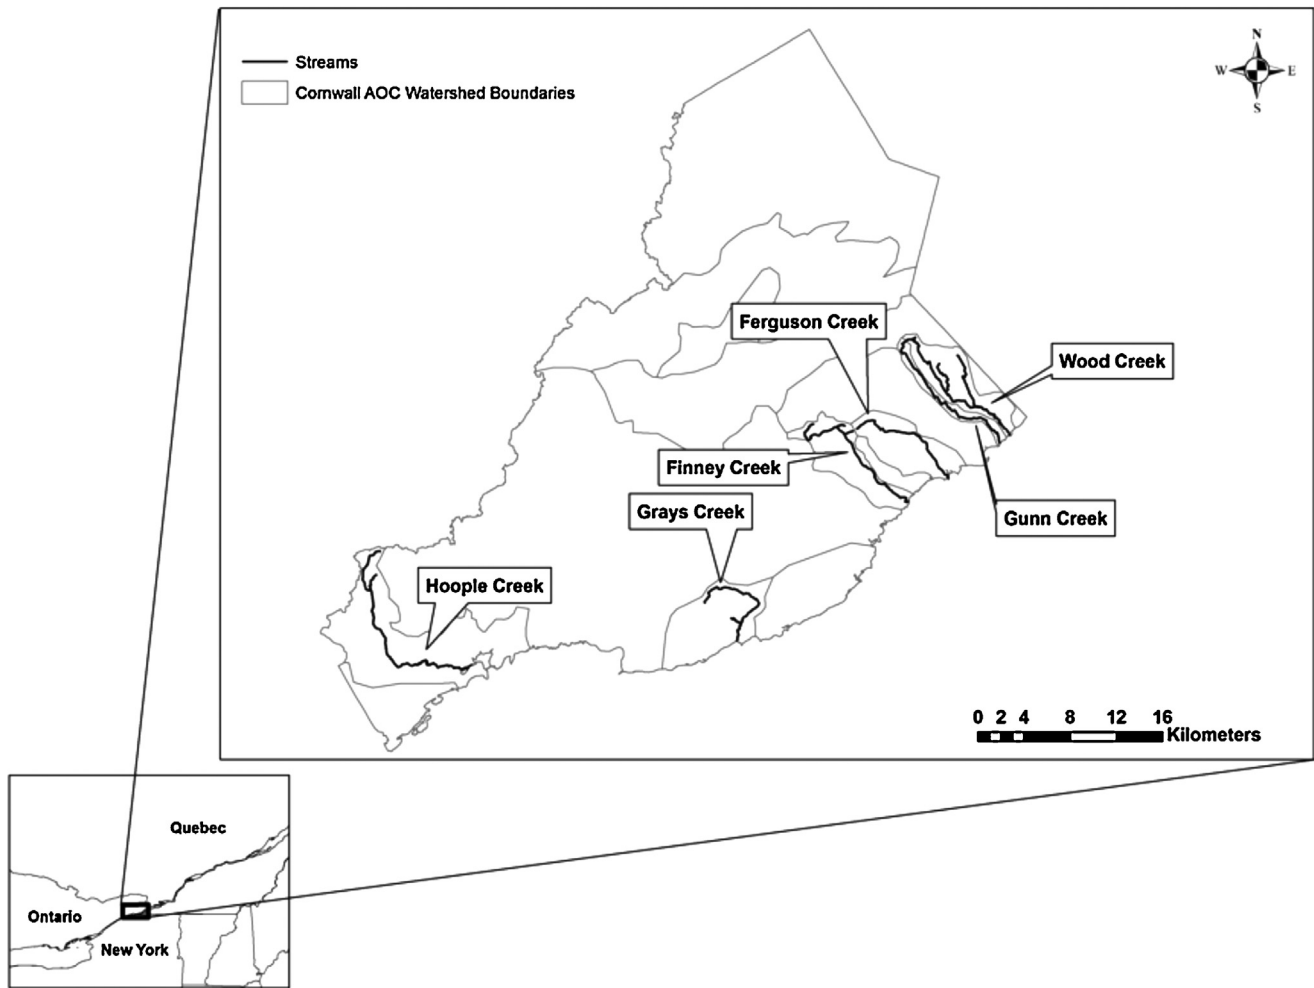 Streams
Cornwall AOC Watershed Boundaries
N
W E
S
Ferguson Creek
Wood Creek
Finney Creek
Grays Creek
Gunn Creek
Hoople Creek
0 2 4 8 12 16
Kilometers
Quebec
Ontario
New York